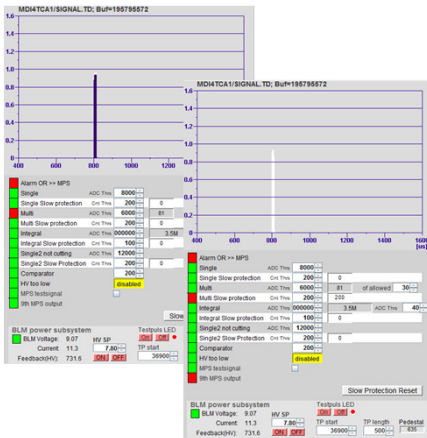 MDI4TCA1/SIGNAL.TD; Buf=195795572
1.6
1.4
1.2
1.0
0.8
0.6
0.4
0.2
0
400 600 800 1000 1200
Alarm OR >> MPS
Single ADC Thrs 8000
Single Slow protection Cnt Thrs 200 0
Multi ADC Thrs 6000 81
Multi Slow protection Cnt Thrs 200 0
Integral ADC Thrs 000000 3.5M
Integral Slow protection Cnt Thrs 100 0
Single2 not cutting ADC Thrs 12000
Single2 Slow protection Cnt Thrs 200 0
Comparator 200
HV too low disabled
MPS testsignal
9th MPS output
Slow
BLM power subsystem Testpuls LED
BLM Voltage: 9.07 HV SP On Off
Current: 11.3 7.80 TP start
Feedback(HV): 731.6 ON OFF 36900
MDI4TCA1/SIGNAL.TD; Buf=195795572
1.6
1.4
1.2
1.0
0.8
0.6
0.4
0.2
0
400 600 800 1000 1200 1400 1600
[us]
Alarm OR >> MPS
Single ADC Thrs 8000
Single Slow protection Cnt Thrs 200 0
Multi ADC Thrs 6000 81 of allowed 30
Multi Slow protection Cnt Thrs 200 200
Integral ADC Thrs 000000 3.5M ADC Thrs 40
Integral Slow protection Cnt Thrs 100 0
Single2 not cutting ADC Thrs 12000
Single2 Slow protection Cnt Thrs 200 0
Comparator 200
HV too low disabled
MPS testsignal
9th MPS output
Slow Protection Reset
BLM power subsystem Testpuls LED
BLM Voltage: 9.07 HV SP On Off
Current: 11.3 7.80 TP start TP length Pedestal
Feedback(HV): 731.6 ON OFF 36900 500 635